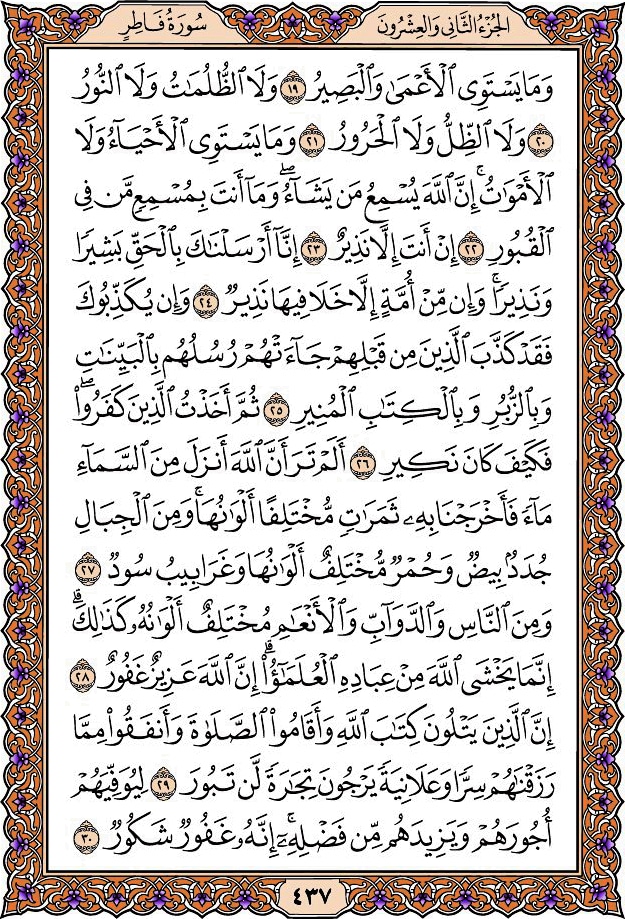 الجُزْءُ الثَّانِي وَالعِشْرُونَ سُورَةُ فَاطِرٍ
وَمَا يَسْتَوِى ٱلْأَعْمَىٰ وَٱلْبَصِيرُ ١٩ وَلَا ٱلظُّلُمَٰتُ وَلَا ٱلنُّورُ
٢٠ وَلَا ٱلظِّلُّ وَلَا ٱلْحَرُورُ ٢١ وَمَا يَسْتَوِى ٱلْأَحْيَآءُ وَلَا
ٱلْأَمْوَٰتُ ۚ إِنَّ ٱللَّهَ يُسْمِعُ مَن يَشَآءُ ۖ وَمَآ أَنتَ بِمُسْمِعٍ مَّن فِى
ٱلْقُبُورِ ٢٢ إِنْ أَنتَ إِلَّا نَذِيرٌ ٢٣ إِنَّآ أَرْسَلْنَٰكَ بِٱلْحَقِّ بَشِيرًا
وَنَذِيرًا ۚ وَإِن مِّنْ أُمَّةٍ إِلَّا خَلَا فِيهَا نَذِيرٌ ٢٤ وَإِن يُكَذِّبُوكَ
فَقَدْ كَذَّبَ ٱلَّذِينَ مِن قَبْلِهِمْ جَآءَتْهُمْ رُسُلُهُم بِٱلْبَيِّنَٰتِ
وَبِٱلزُّبُرِ وَبِٱلْكِتَٰبِ ٱلْمُنِيرِ ٢٥ ثُمَّ أَخَذْتُ ٱلَّذِينَ كَفَرُوا۟ ۖ
فَكَيْفَ كَانَ نَكِيرِ ٢٦ أَلَمْ تَرَ أَنَّ ٱللَّهَ أَنزَلَ مِنَ ٱلسَّمَآءِ
مَآءً فَأَخْرَجْنَا بِهِۦ ثَمَرَٰتٍ مُّخْتَلِفًا أَلْوَٰنُهَا ۚ وَمِنَ ٱلْجِبَالِ
جُدَدٌۢ بِيضٌ وَحُمْرٌ مُّخْتَلِفٌ أَلْوَٰنُهَا وَغَرَابِيبُ سُودٌ ٢٧
وَمِنَ ٱلنَّاسِ وَٱلدَّوَآبِّ وَٱلْأَنْعَٰمِ مُخْتَلِفٌ أَلْوَٰنُهُۥ كَذَٰلِكَ ۗ
إِنَّمَا يَخْشَى ٱللَّهَ مِنْ عِبَادِهِ ٱلْعُلَمَٰٓؤُا۟ ۗ إِنَّ ٱللَّهَ عَزِيزٌ غَفُورٌ ٢٨
إِنَّ ٱلَّذِينَ يَتْلُونَ كِتَٰبَ ٱللَّهِ وَأَقَامُوا۟ ٱلصَّلَوٰةَ وَأَنفَقُوا۟ مِمَّا
رَزَقْنَٰهُمْ سِرًّا وَعَلَانِيَةً يَرْجُونَ تِجَٰرَةً لَّن تَبُورَ ٢٩ لِيُوَفِّيَهُمْ
أُجُورَهُمْ وَيَزِيدَهُم مِّن فَضْلِهِۦٓ ۚ إِنَّهُۥ غَفُورٌ شَكُورٌ ٣٠
٤٣٧